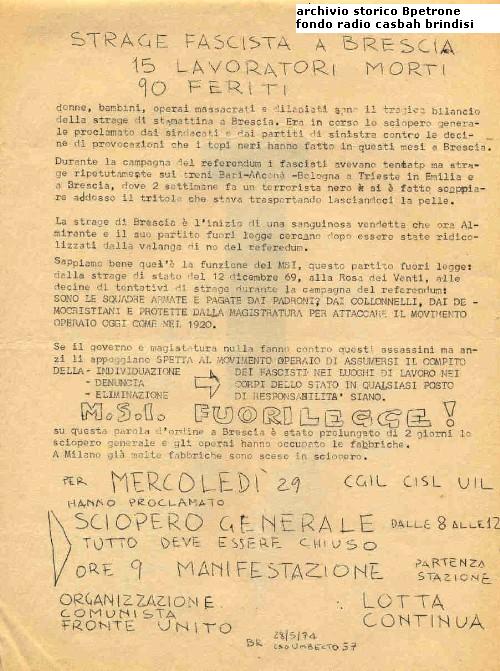 archivio storico Bpetrone
fondo radio casbah brindisi
STRAGE FASCISTA A BRESCIA
15 LAVORATORI MORTI
90 FERITI
donne, bambini, operai massacrati e dilaniati sono il tragico bilancio
della strage di stamattina a Brescia. Era in corso lo sciopero genera-
le proclamato dai sindacati e dai partiti di sinistra contro le deci-
ne di provocazioni che i topi neri hanno fatto in questi mesi a Brescia.
Durante la campagna del referendum i fascisti avevano tentato ma stra-
ge ripetutamente sui treni Bari-Ancona -Bologna a Trieste in Emilia e
a Brescia, dove 2 settimane fa un terrorista nero è si è fatto scoppia-
re addosso il tritolo che stava trasportando lasciandoci la pelle.
La strage di Brescia è l'inizio di una sanguinosa vendetta che ora Al-
mirante e il suo partito fuori legge cercano dopo essere stati ridico-
lizzati dalla valanga di no del referendum.
Sappiamo bene qual'è la funzione del MSI, questo partito fuori legge:
dalla strage di stato del 12 dicembre 69, alla Rosa dei Venti, alle
decine di tentativi di strage durante la campagna del referendum:
SONO LE SQUADRE ARMATE E PAGATE DAI PADRONI, DAI COLLONNELLI, DAI DE -
MOCRISTIANI E PROTETTE DALLA MAGISTRATURA PER ATTACCARE IL MOVIMENTO
OPERAIO OGGI COME NEL 1920.
Se il governo e magistatura nulla fanno contro questi assassini ma an-
zi li appoggiano SPETTA AL MOVIMENTO OPERAIO DI ASSUMERSI IL COMPITO
DELLA - INDIVIDUAZIONE DEI FASCISTI NEI LUOGHI DI LAVORO NEI
- DENUNCIA CORPI DELLO STATO IN QUALSIASI POSTO
- ELIMINAZIONE DI RESPONSABILITA' SIANO.
M.S.I. FUORILEGGE!
su questa parola d'ordine a Brescia è stato prolungato di 2 giorni lo
sciopero generale e gli operai hanno occupato le fabbriche.
A Milano già molte fabbriche sono scese in sciopero.
PER MERCOLEDÌ 29 CGIL CISL UIL
HANNO PROCLAMATO
SCIOPERO GENERALE DALLE 8 ALLE 12
TUTTO DEVE ESSERE CHIUSO
ORE 9 MANIFESTAZIONE PARTENZA
STAZIONE
ORGANIZZAZIONE
COMUNISTA
FRONTE UNITO
LOTTA
CONTINUA
BR 28/5/74
CSO UMBERTO 57